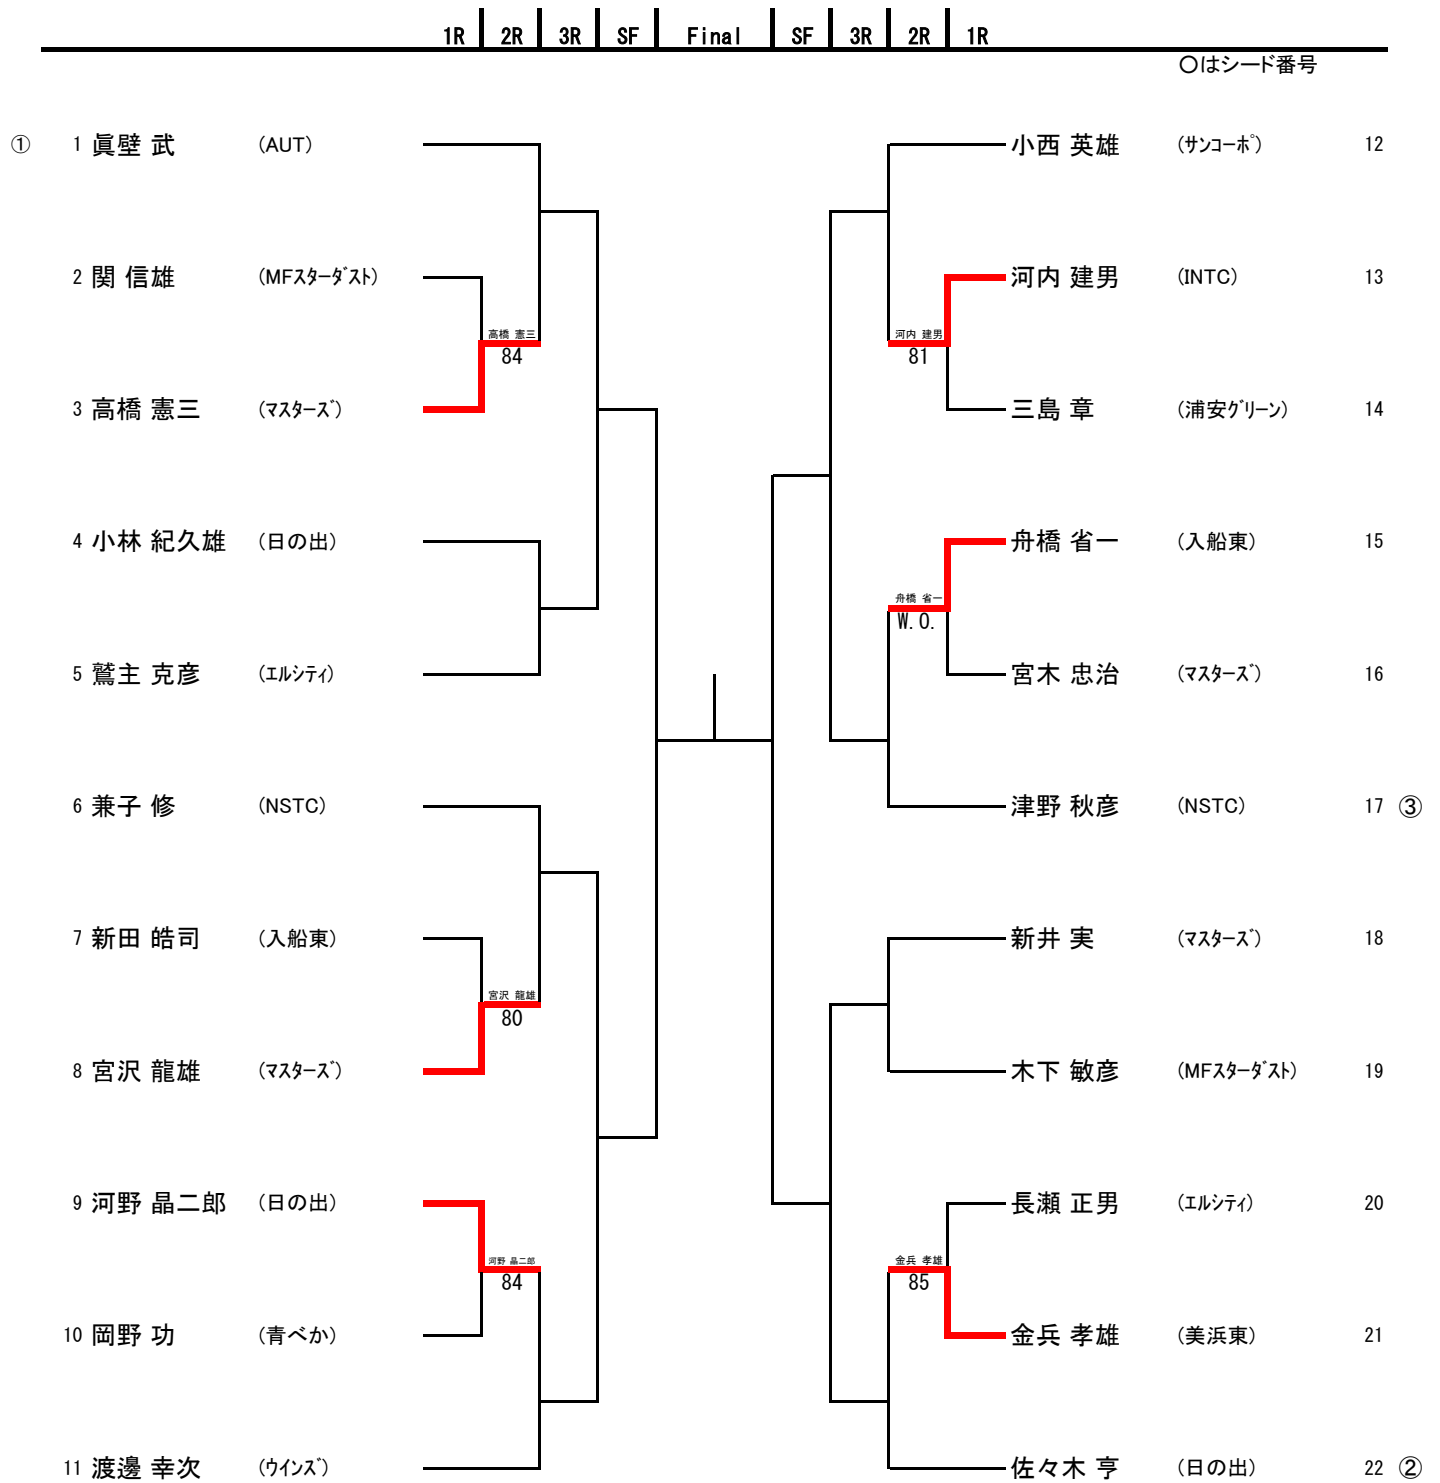 1R 2R 3R SF Final SF 3R 2R 1R
○はシード番号
① 1 眞壁 武 (AUT) 小西 英雄 (ｻﾝｺｰﾎﾟ) 12
2 関 信雄 (MFｽﾀｰﾀﾞｽﾄ) 河内 建男 (INTC) 13
高橋 憲三 河内 建男
84 81
3 高橋 憲三 (ﾏｽﾀｰｽﾞ) 三島 章 (浦安ｸﾞﾘｰﾝ) 14
4 小林 紀久雄 (日の出) 舟橋 省一 (入船東) 15
舟橋 省一
W.O.
5 鷲主 克彦 (ｴﾙｼﾃｨ) 宮木 忠治 (ﾏｽﾀｰｽﾞ) 16
6 兼子 修 (NSTC) 津野 秋彦 (NSTC) 17 ③
7 新田 皓司 (入船東) 新井 実 (ﾏｽﾀｰｽﾞ) 18
宮沢 龍雄
80
8 宮沢 龍雄 (ﾏｽﾀｰｽﾞ) 木下 敏彦 (MFｽﾀｰﾀﾞｽﾄ) 19
9 河野 晶二郎 (日の出) 長瀬 正男 (ｴﾙｼﾃｨ) 20
河野 晶二郎 金兵 孝雄
84 85
10 岡野 功 (青べか) 金兵 孝雄 (美浜東) 21
11 渡邊 幸次 (ｳｲﾝｽﾞ) 佐々木 亨 (日の出) 22 ②